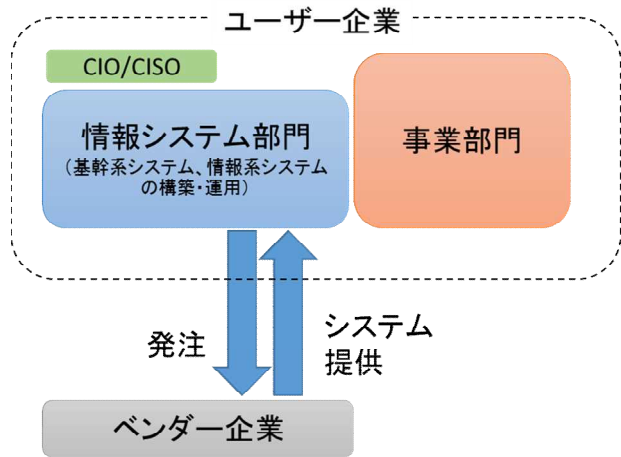 ユーザー企業
CIO/CISO
情報システム部門
（基幹系システム、情報系システム
の構築・運用）
事業部門
発注
システム
提供
ベンダー企業